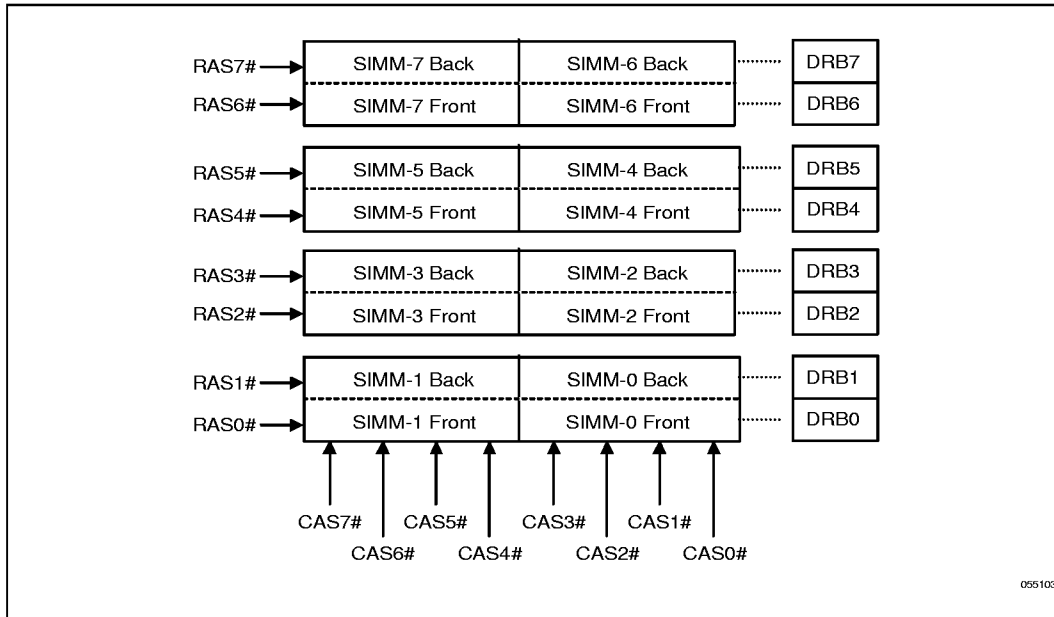 RAS7# SIMM-7 Back SIMM-6 Back DRB7
RAS6# SIMM-7 Front SIMM-6 Front DRB6
RAS5# SIMM-5 Back SIMM-4 Back DRB5
RAS4# SIMM-5 Front SIMM-4 Front DRB4
RAS3# SIMM-3 Back SIMM-2 Back DRB3
RAS2# SIMM-3 Front SIMM-2 Front DRB2
RAS1# SIMM-1 Back SIMM-0 Back DRB1
RAS0# SIMM-1 Front SIMM-0 Front DRB0
CAS7# CAS5# CAS3# CAS1#
CAS6# CAS4# CAS2# CAS0#
055103